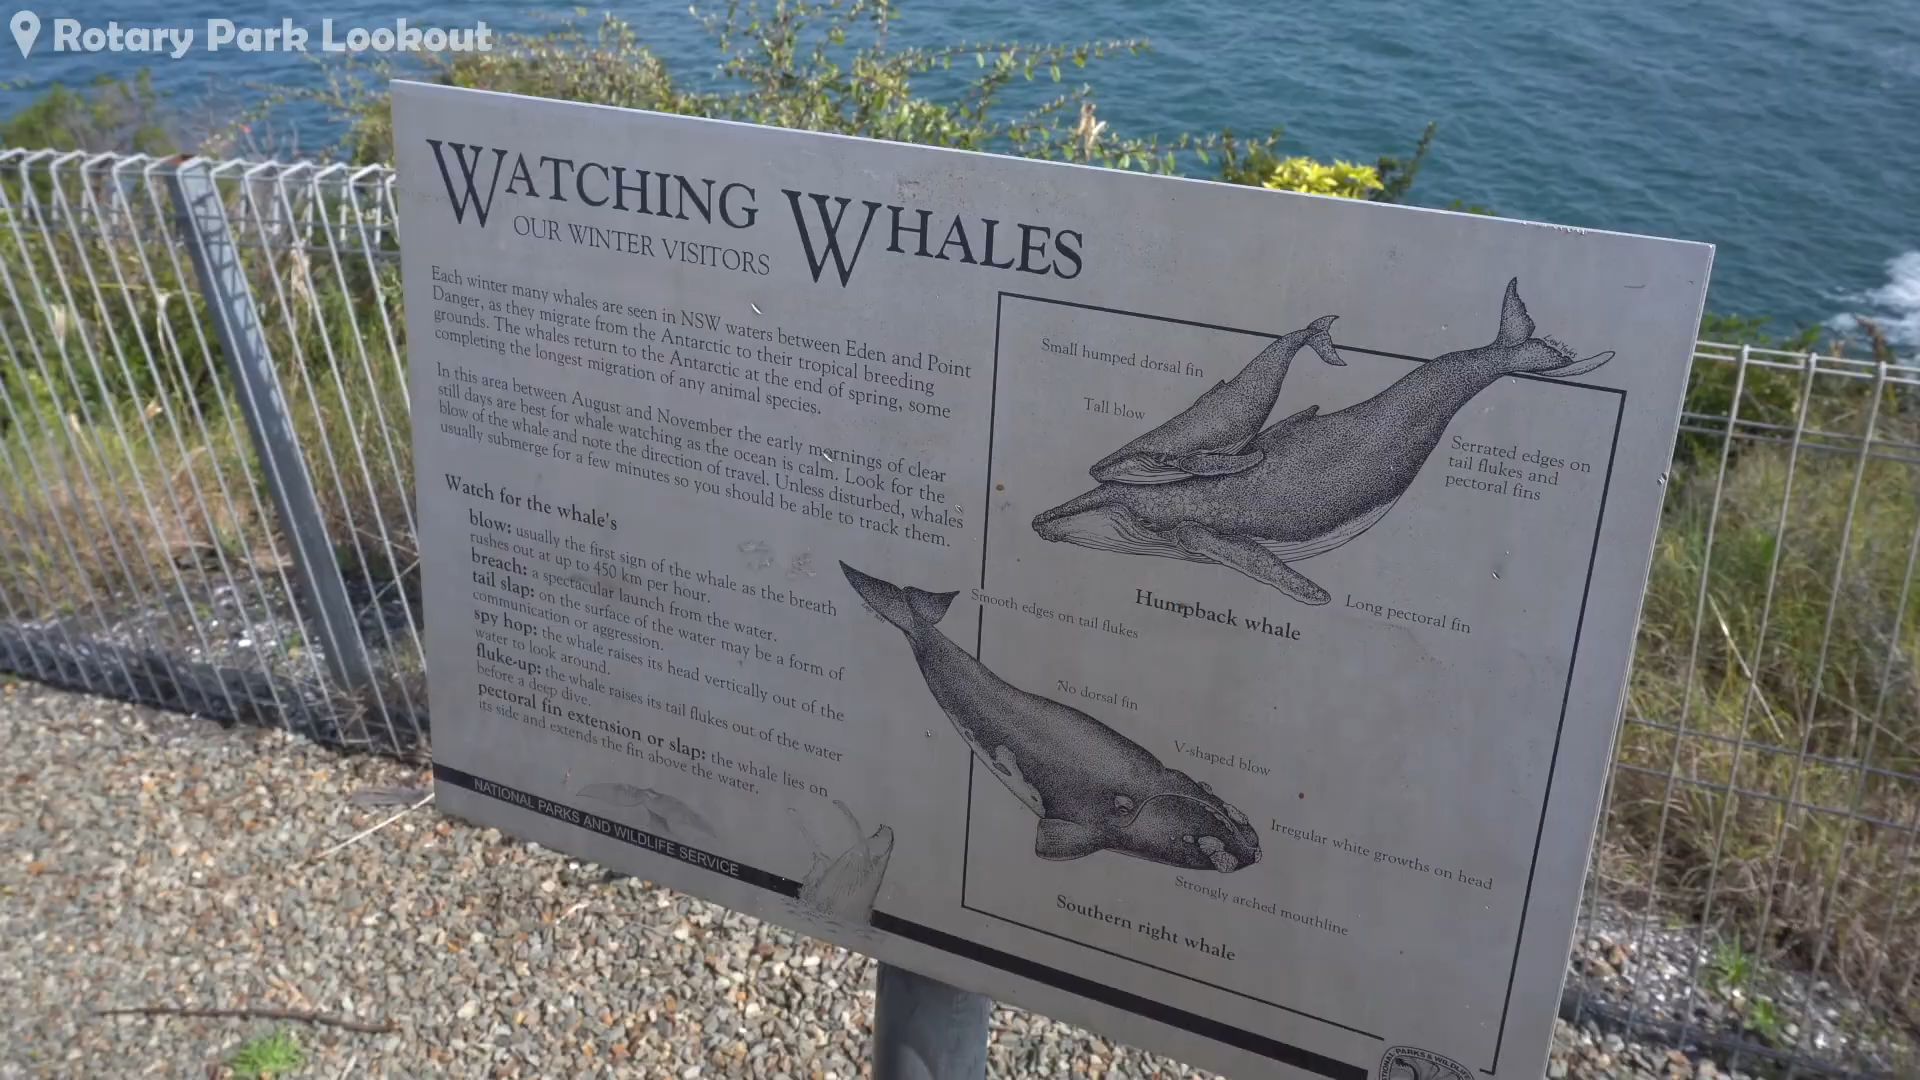 Rotary Park Lookout
WATCHING WHALES
OUR WINTER VISITORS
Each winter many whales are seen in NSW waters between Eden and Point
Danger, as they migrate from the Antarctic to their tropical breeding
grounds. The whales return to the Antarctic at the end of spring, some
completing the longest migration of any animal species.
In this area between August and November the early mornings of clear
still days are best for whale watching as the ocean is calm. Look for the
blow of the whale and note the direction of travel. Unless disturbed, whales
usually submerge for a few minutes so you should be able to track them.
Watch for the whale's
blow: usually the first sign of the whale as the breath
rushes out at up to 450 km per hour.
breach: a spectacular launch from the water.
tail slap: on the surface of the water may be a form of
communication or aggression.
spy hop: the whale raises its head vertically out of the
water to look around.
fluke-up: the whale raises its tail flukes out of the water
before a deep dive.
pectoral fin extension or slap: the whale lies on
its side and extends the fin above the water.
NATIONAL PARKS AND WILDLIFE SERVICE
Small humped dorsal fin
Tall blow
Serrated edges on
tail flukes and
pectoral fins
Long pectoral fin
Humpback whale
Smooth edges on tail flukes
No dorsal fin
V-shaped blow
Irregular white growths on head
Strongly arched mouthline
Southern right whale
NATIONAL PARKS & WILDLIFE